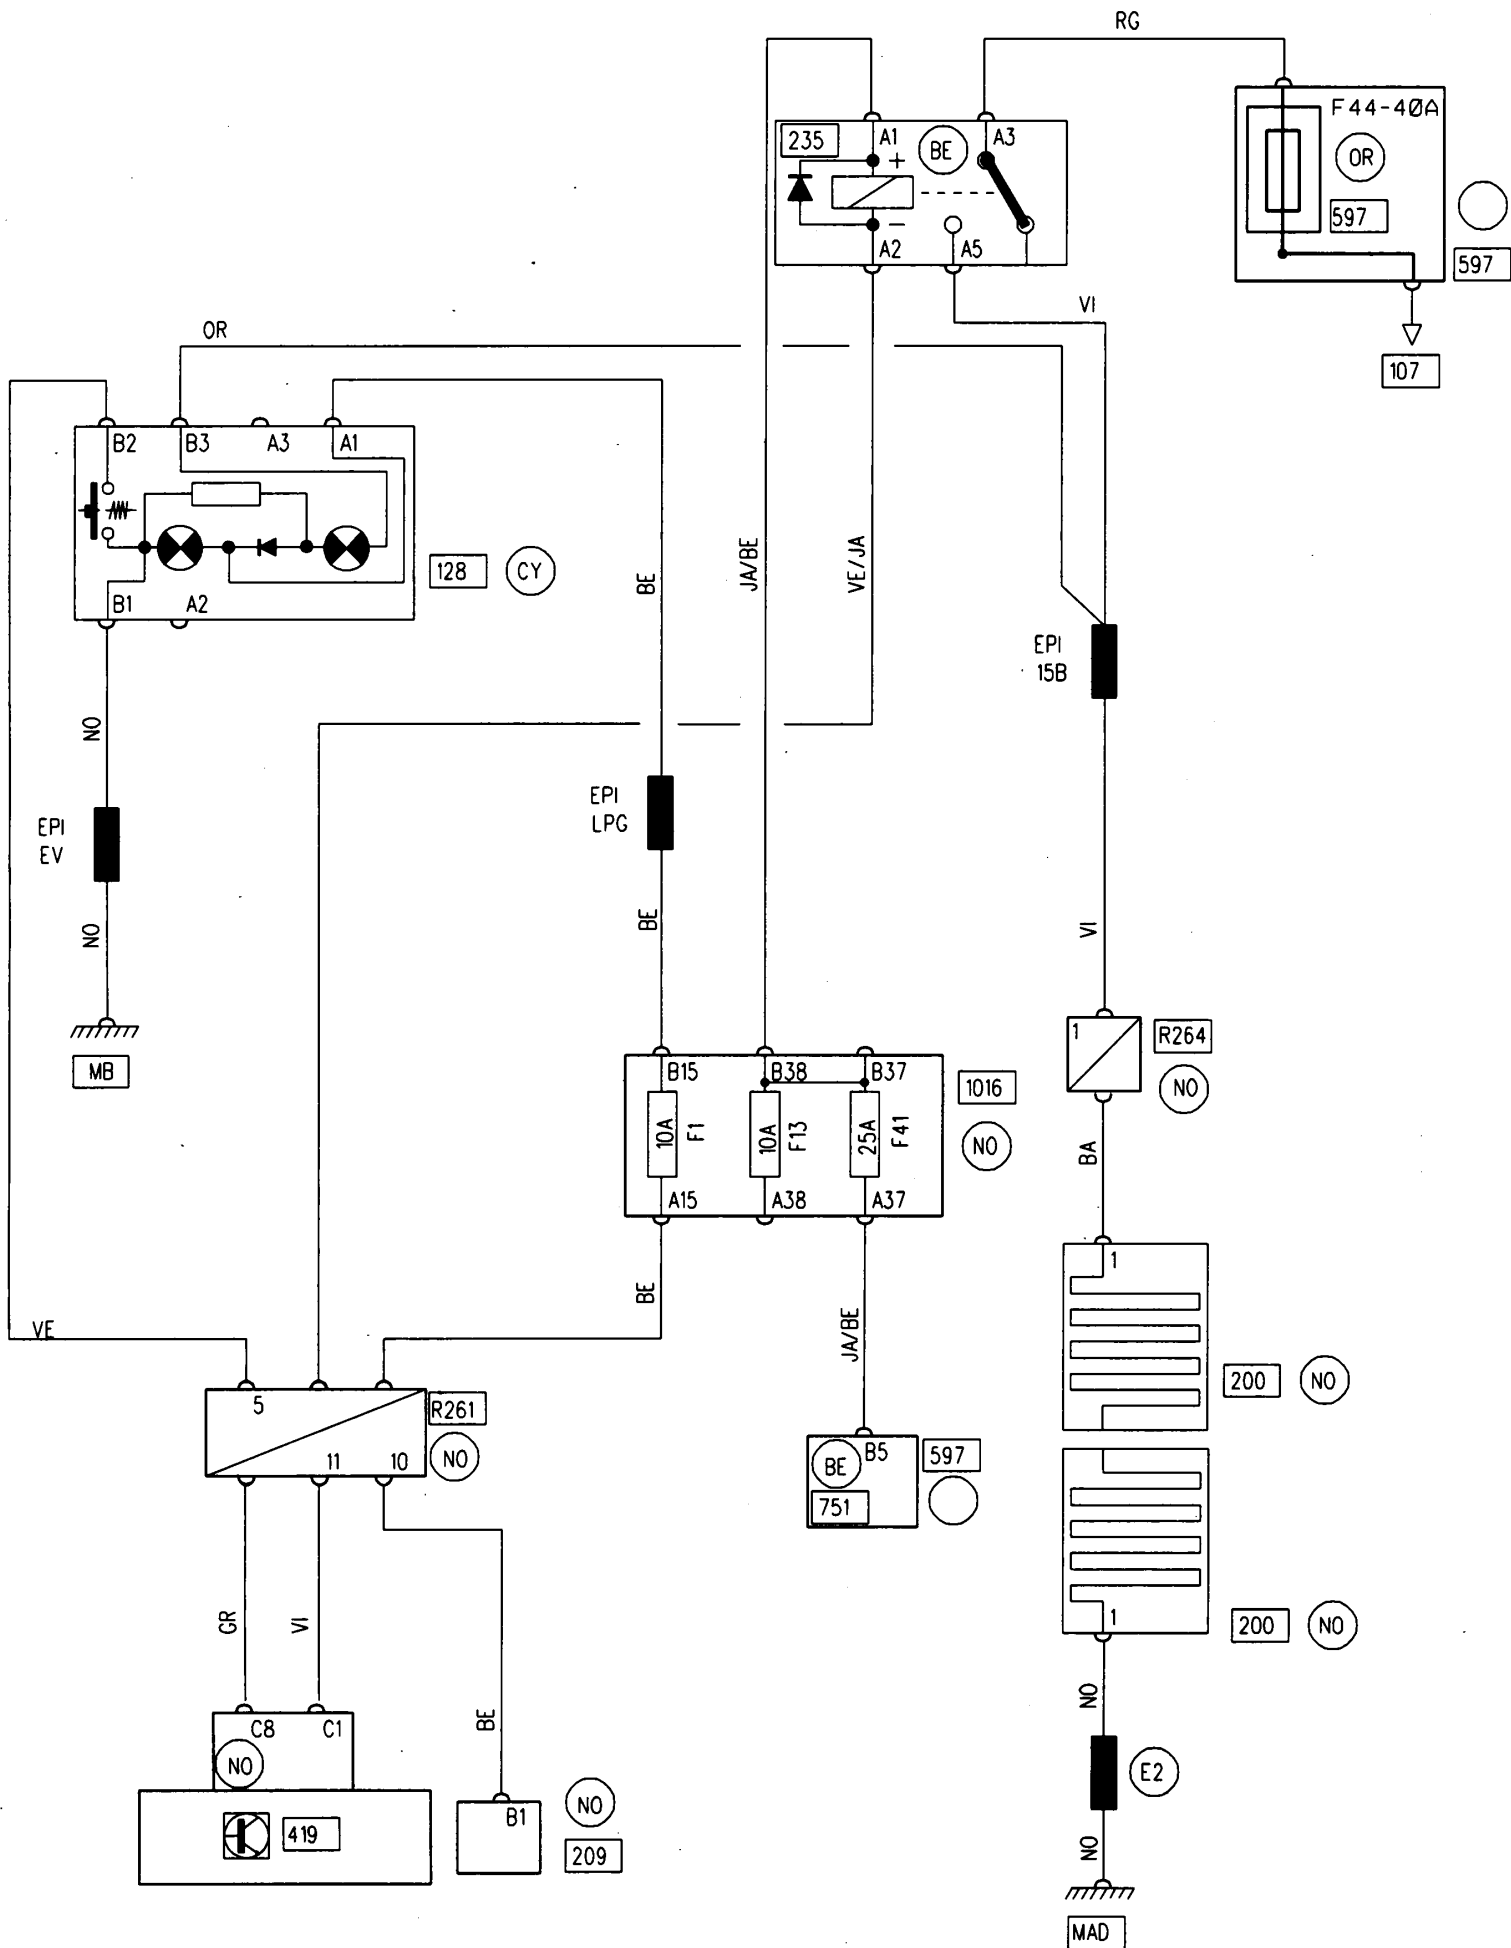 RG
F44-40A
235
A1
BE
A3
+
OR
597
−
A2
A5
597
VI
OR
107
B2
B3
A3
A1
128
CY
BE
JA/BE
VE/JA
B1
A2
EPI
15B
NO
EPI
LPG
EPI
EV
NO
BE
VI
MB
1
R264
NO
B15
B38
B37
1016
10A
F1
10A
F13
25A
F41
NO
BA
A15
A38
A37
1
BE
JA/BE
VE
200
NO
5
R261
11
10
NO
BE
B5
597
751
1
200
NO
GR
VI
BE
NO
C8
C1
NO
E2
B1
NO
419
209
NO
MAD